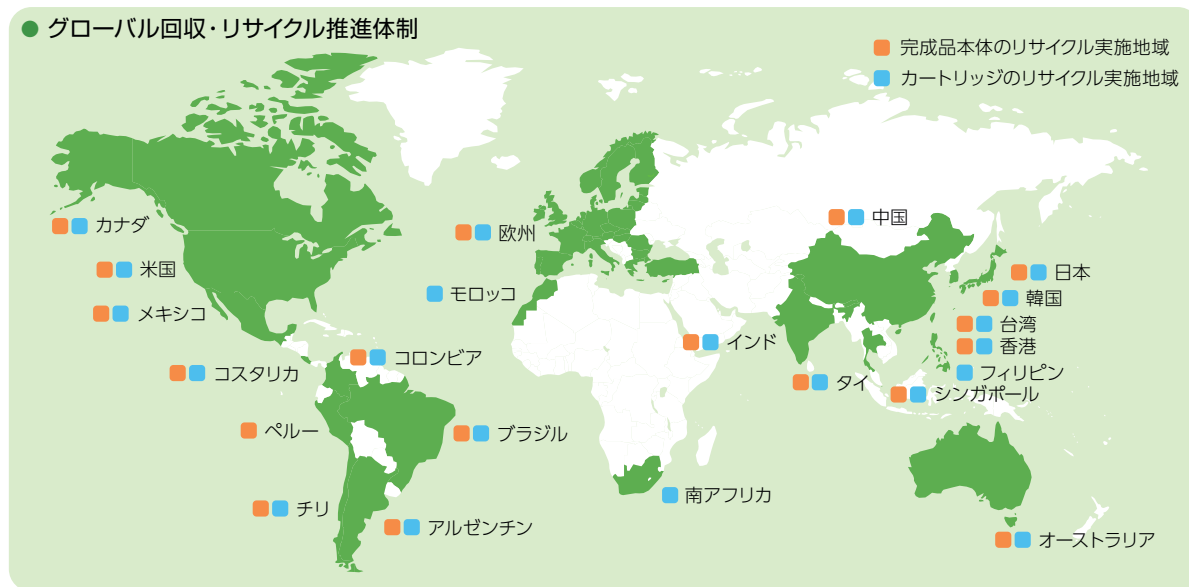 ● グローバル回収・リサイクル推進体制
完成品本体のリサイクル実施地域
カートリッジのリサイクル実施地域
カナダ
米国
メキシコ
コスタリカ
コロンビア
ペルー
ブラジル
チリ
アルゼンチン
欧州
モロッコ
南アフリカ
インド
中国
日本
韓国
台湾
香港
フィリピン
タイ
シンガポール
オーストラリア